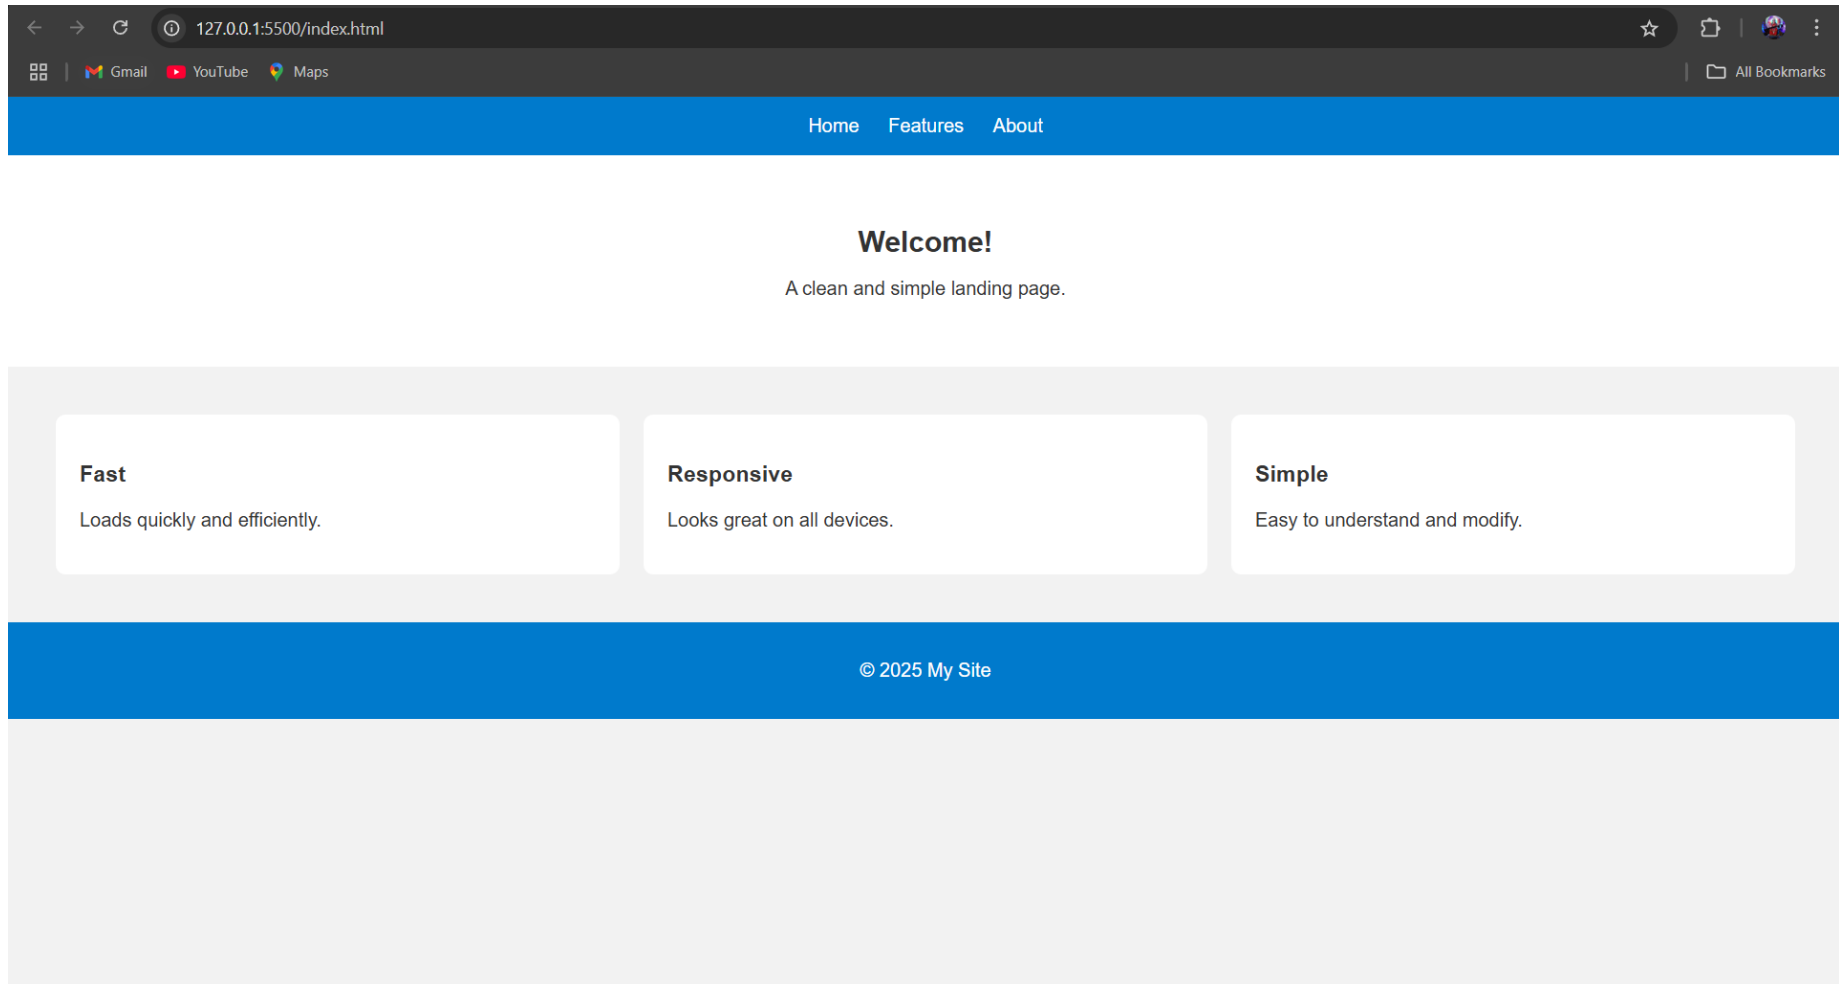 127.0.0.1:5500/index.html
Gmail YouTube Maps All Bookmarks
Home Features About
Welcome!
A clean and simple landing page.
Fast
Loads quickly and efficiently.
Responsive
Looks great on all devices.
Simple
Easy to understand and modify.
© 2025 My Site